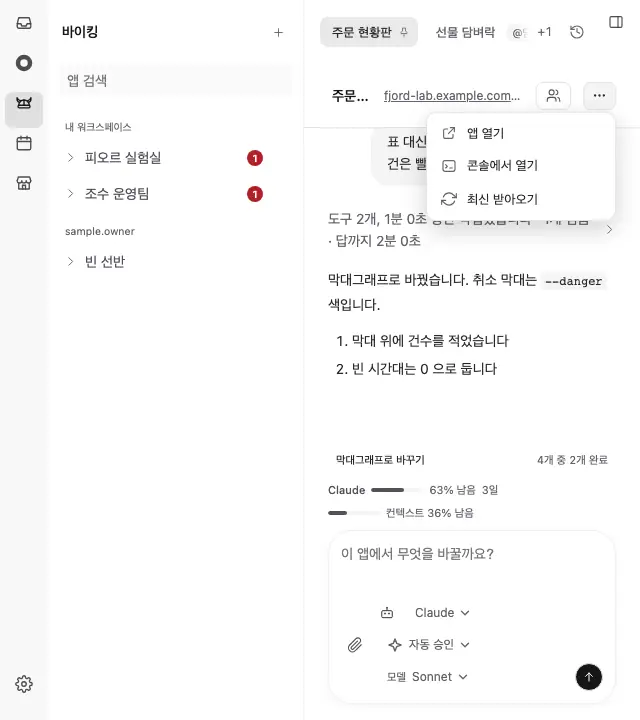 바이킹
앱 검색
내 워크스페이스
피오르 실험실 1
조수 운영팀 1
sample.owner
빈 선반
주문 현황판 선물 담벼락 +1
주문... fjord-lab.example.com...
앱 열기
콘솔에서 열기
최신 받아오기
표 대신
건은 빨
도구 2개, 1분 0초
· 답까지 2분 0초
막대그래프로 바꿨습니다. 취소 막대는 --danger
색입니다.
1. 막대 위에 건수를 적었습니다
2. 빈 시간대는 0 으로 둡니다
막대그래프로 바꾸기 4개 중 2개 완료
Claude 63% 남음 3일
컨텍스트 36% 남음
이 앱에서 무엇을 바꿀까요?
Claude
자동 승인
모델 Sonnet